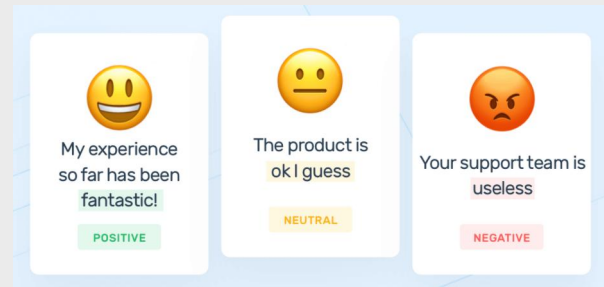 My experience
so far has been
fantastic!
POSITIVE
The product is
ok I guess
NEUTRAL
Your support team is
useless
NEGATIVE